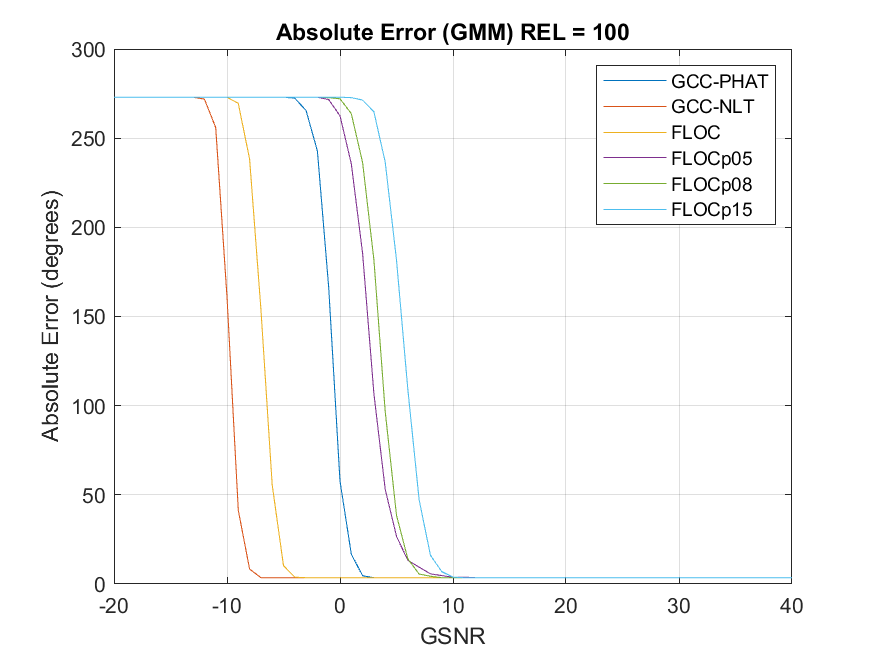 Absolute Error (GMM) REL = 100
300
250
200
150
100
50
0
Absolute Error (degrees)
-20
-10
0
10
20
30
40
GSNR
GCC-PHAT
GCC-NLT
FLOC
FLOCp05
FLOCp08
FLOCp15